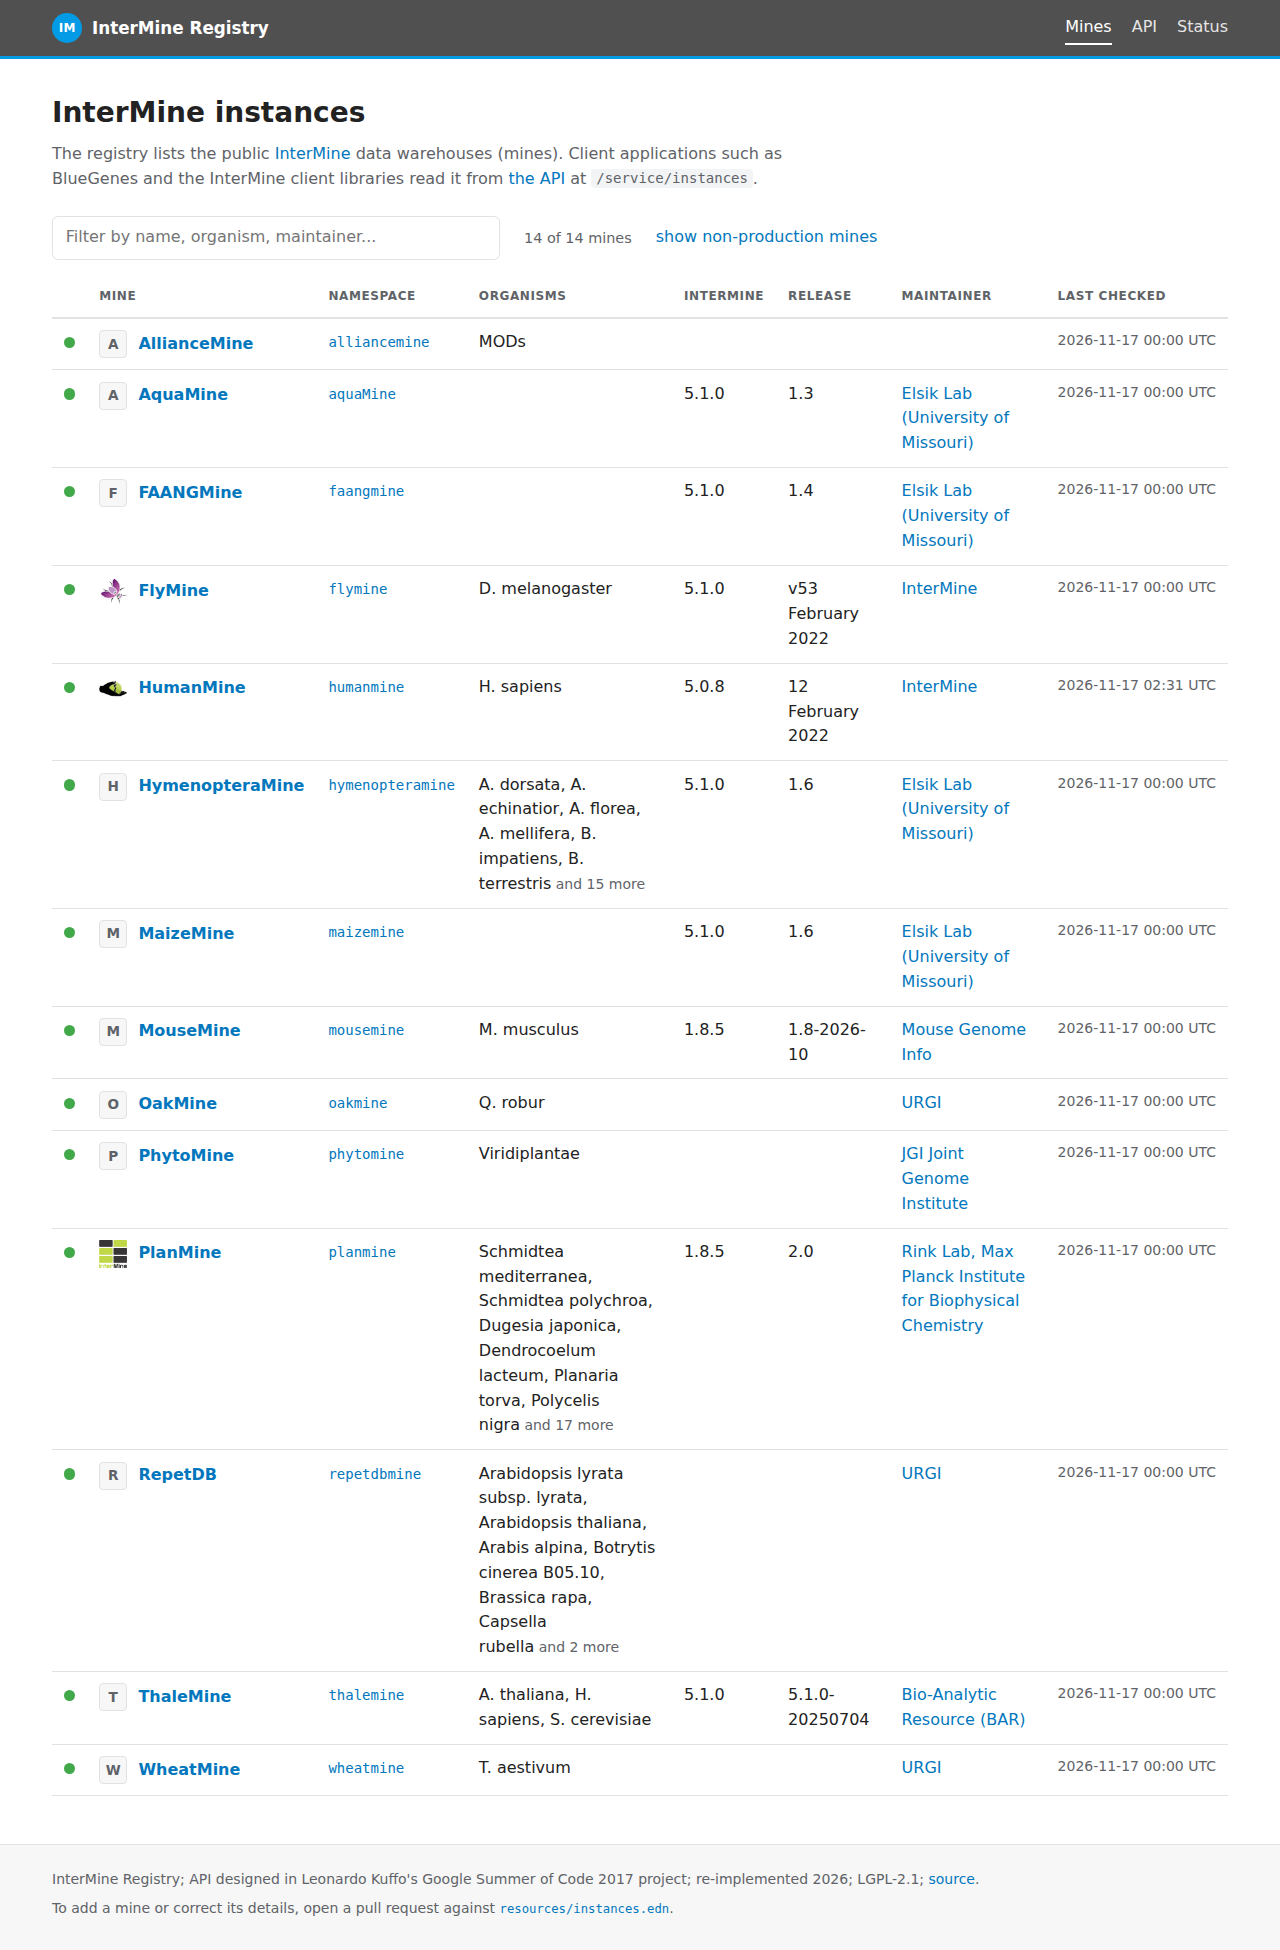 IM InterMine Registry
Mines API Status
InterMine instances
The registry lists the public InterMine data warehouses (mines). Client applications such as
BlueGenes and the InterMine client libraries read it from the API at /service/instances.
Filter by name, organism, maintainer...
14 of 14 mines
show non-production mines
MINE NAMESPACE ORGANISMS INTERMINE RELEASE MAINTAINER LAST CHECKED
A AllianceMine alliancemine MODs 2026-11-17 00:00 UTC
A AquaMine aquaMine 5.1.0 1.3 Elsik Lab 2026-11-17 00:00 UTC
(University of
Missouri)
F FAANGMine faangmine 5.1.0 1.4 Elsik Lab 2026-11-17 00:00 UTC
(University of
Missouri)
FlyMine flymine D. melanogaster 5.1.0 v53 InterMine 2026-11-17 00:00 UTC
February
2022
HumanMine humanmine H. sapiens 5.0.8 12 InterMine 2026-11-17 02:31 UTC
February
2022
H HymenopteraMine hymenopteramine A. dorsata, A. 5.1.0 1.6 Elsik Lab 2026-11-17 00:00 UTC
echinatior, A. florea, (University of
A. mellifera, B. Missouri)
impatiens, B.
terrestris and 15 more
M MaizeMine maizemine 5.1.0 1.6 Elsik Lab 2026-11-17 00:00 UTC
(University of
Missouri)
M MouseMine mousemine M. musculus 1.8.5 1.8-2026- Mouse Genome 2026-11-17 00:00 UTC
10 Info
O OakMine oakmine Q. robur URGI 2026-11-17 00:00 UTC
P PhytoMine phytomine Viridiplantae JGI Joint 2026-11-17 00:00 UTC
Genome
Institute
PlanMine planmine Schmidtea 1.8.5 2.0 Rink Lab, Max 2026-11-17 00:00 UTC
mediterranea, Planck Institute
Schmidtea polychroa, for Biophysical
Dugesia japonica, Chemistry
Dendrocoelum
lacteum, Planaria
torva, Polycelis
nigra and 17 more
R RepetDB repetdbmine Arabidopsis lyrata URGI 2026-11-17 00:00 UTC
subsp. lyrata,
Arabidopsis thaliana,
Arabis alpina, Botrytis
cinerea B05.10,
Brassica rapa,
Capsella
rubella and 2 more
T ThaleMine thalemine A. thaliana, H. 5.1.0 5.1.0- Bio-Analytic 2026-11-17 00:00 UTC
sapiens, S. cerevisiae 20250704 Resource (BAR)
W WheatMine wheatmine T. aestivum URGI 2026-11-17 00:00 UTC
InterMine Registry; API designed in Leonardo Kuffo's Google Summer of Code 2017 project; re-implemented 2026; LGPL-2.1; source.
To add a mine or correct its details, open a pull request against resources/instances.edn.